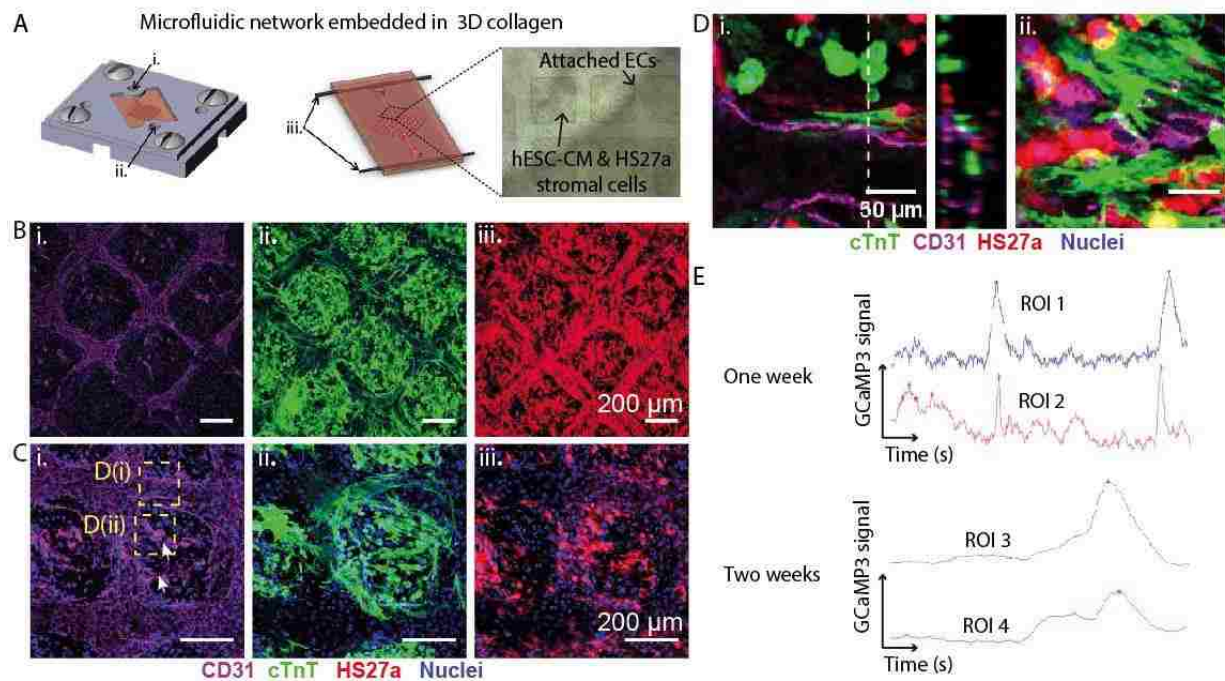 A
Microfluidic network embedded in 3D collagen
i.
ii.
iii.
Attached ECs
hESC-CM & HS27a
stromal cells
B
i.
ii.
iii.
200 µm
C
i.
D(i)
D(ii)
ii.
iii.
200 µm
CD31 cTnT HS27a Nuclei
D
i.
50 µm
ii.
cTnT CD31 HS27a Nuclei
E
One week
GCaMP3 signal
ROI 1
ROI 2
Time (s)
Two weeks
GCaMP3 signal
ROI 3
ROI 4
Time (s)